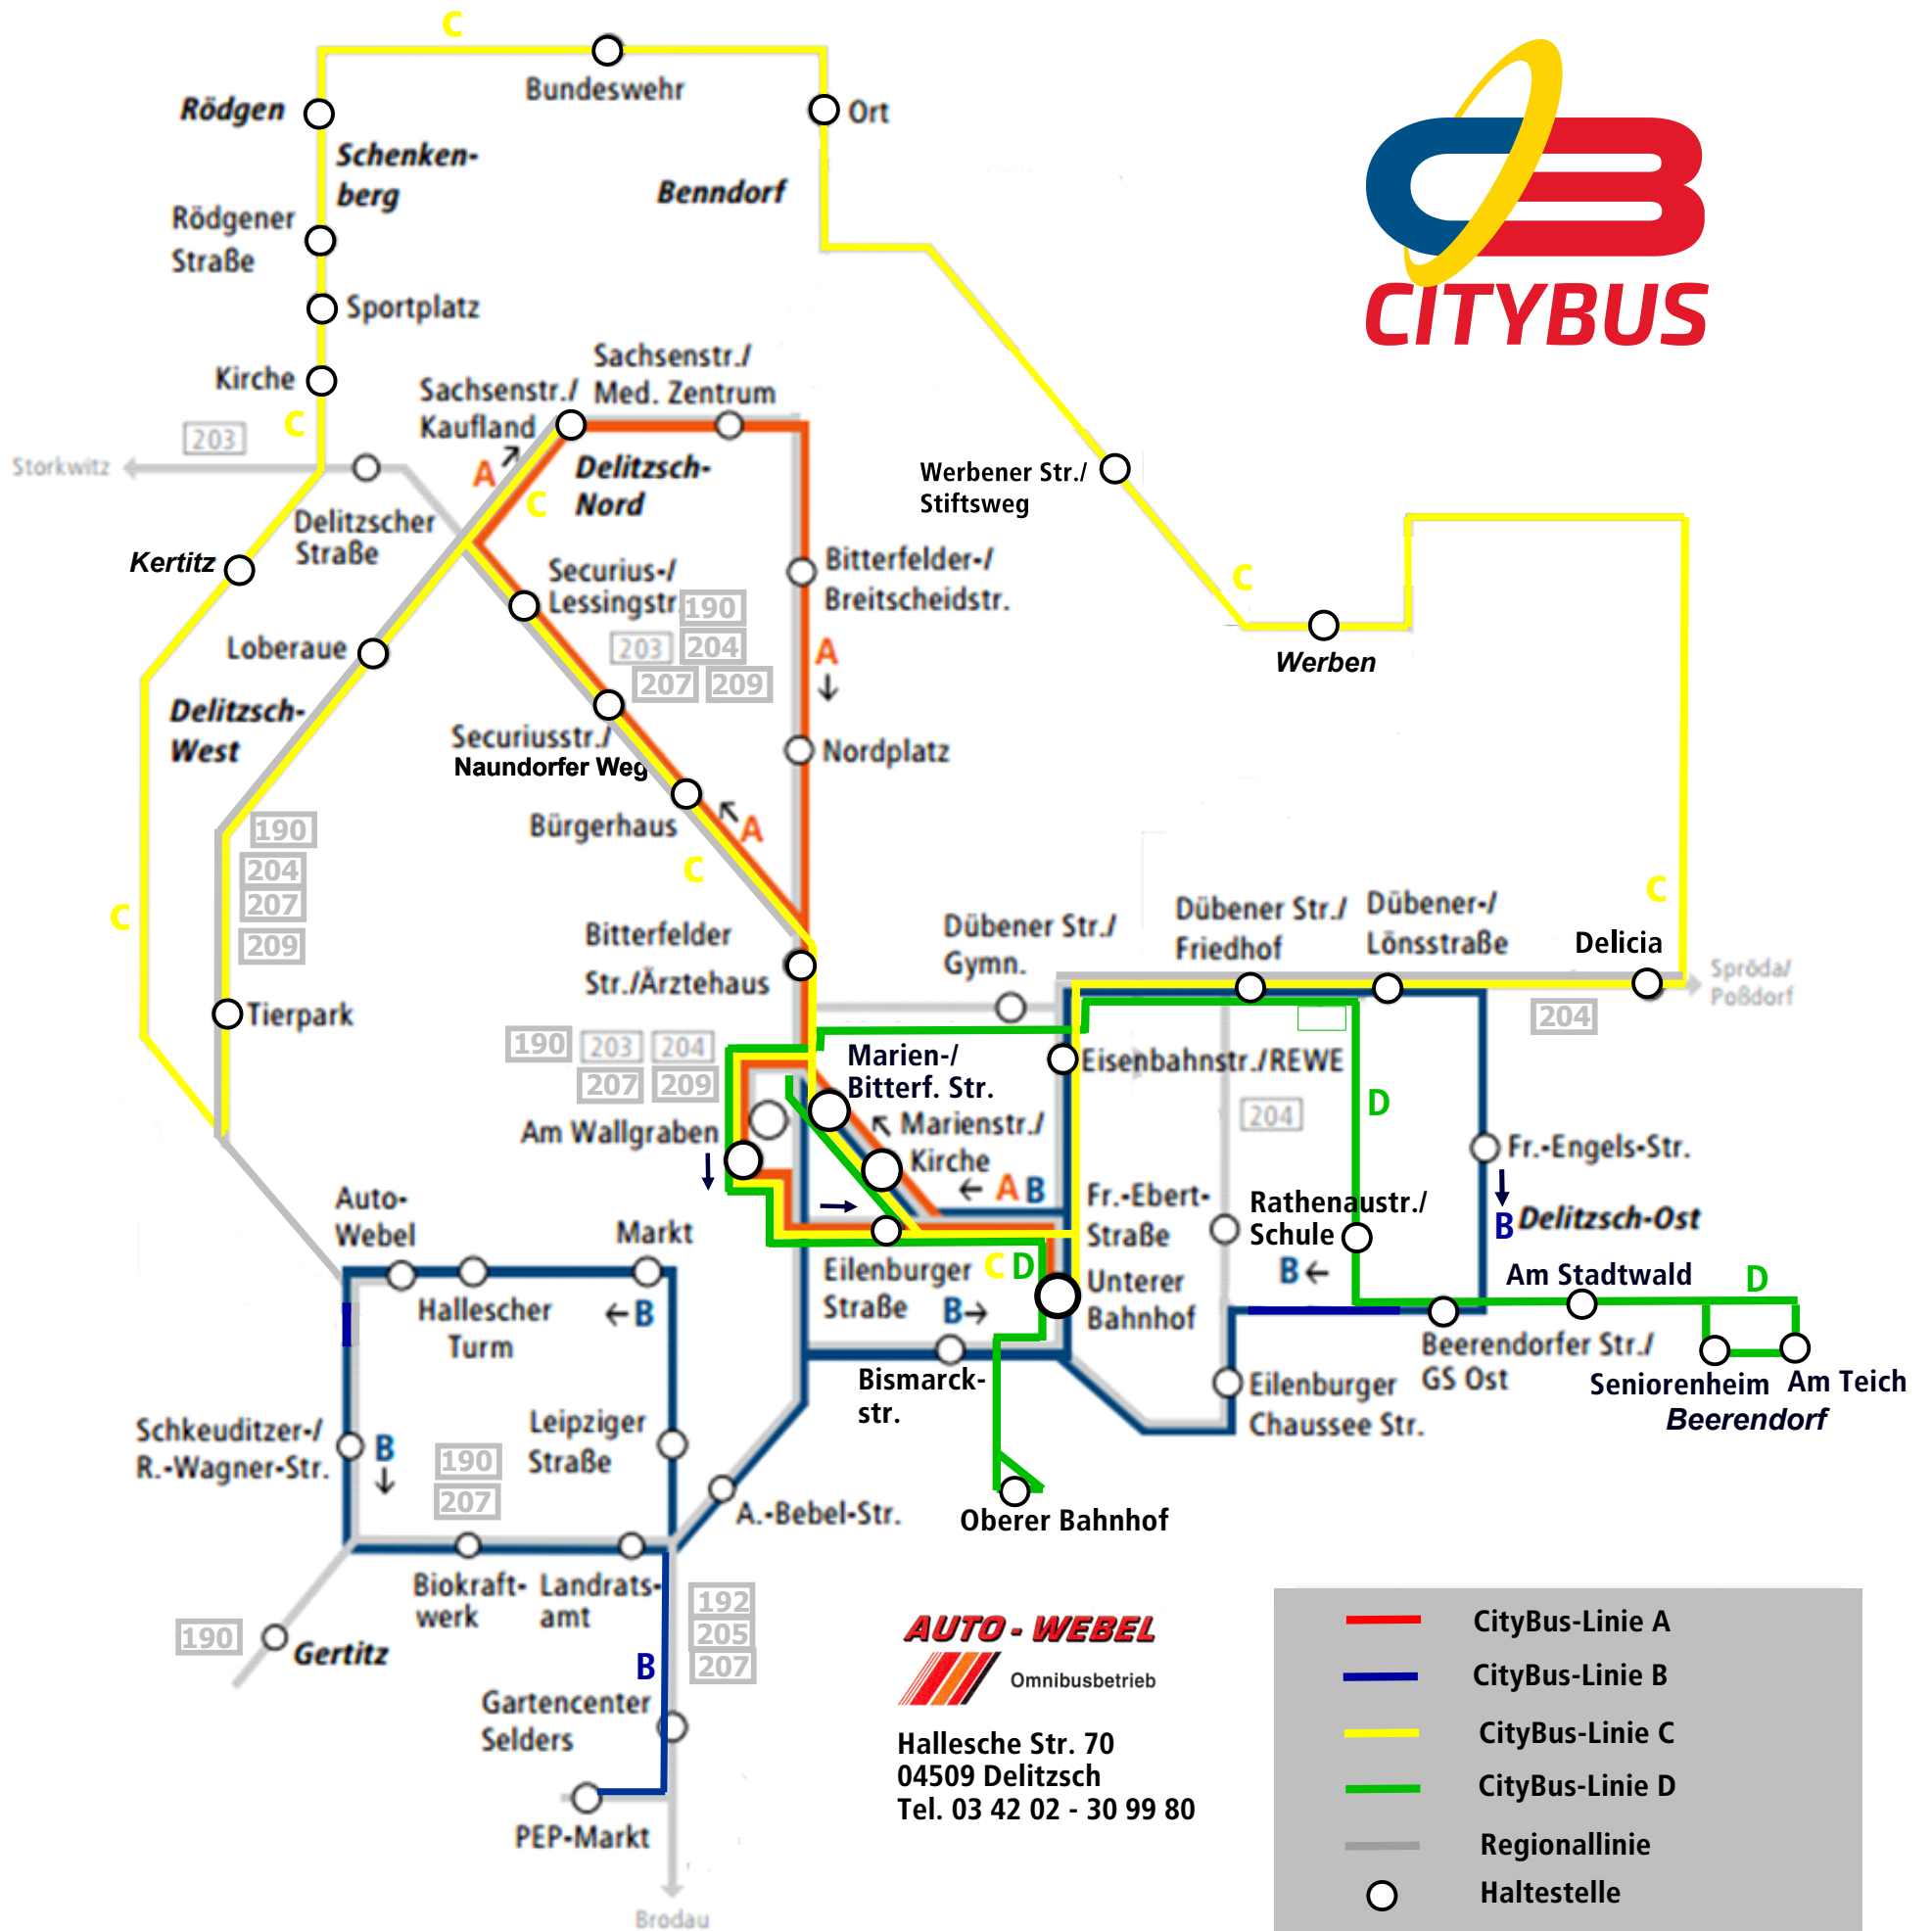 C
Bundeswehr
Rödgen
Ort
Schenken-
berg
Benndorf
Rödgener
Straße
Sportplatz
CITYBUS
Kirche
C
203
Storkwitz
Sachsenstr./
Med. Zentrum
Sachsenstr./
Kaufland
A
C
Delitzsch-
Nord
Werbener Str./
Stiftsweg
Delitzscher
Straße
Kertitz
Securius-/
Lessingstr.
190
203
204
207
209
Bitterfelder-/
Breitscheidstr.
A
C
Werben
Loberaue
Delitzsch-
West
Securiusstr./
Naundorfer Weg
Nordplatz
Bürgerhaus
A
C
190
204
207
209
C
C
Bitterfelder
Str./Ärztehaus
Dübener Str./
Gymn.
Dübener Str./
Friedhof
Dübener-/
Lönsstraße
Delicia
Spröda/
Poßdorf
204
Tierpark
190
203
204
207
209
Marien-/
Bitterf. Str.
Eisenbahnstr./REWE
D
204
Am Wallgraben
Marienstr./
Kirche
A B
Fr.-Engels-Str.
Auto-
Webel
Markt
Fr.-Ebert-
Straße
Rathenaustr./
Schule
B
Delitzsch-Ost
Eilenburger
Straße
C D
B
Unterer
Bahnhof
B
Am Stadtwald
D
Hallescher
Turm
B
Bismarck-
str.
Eilenburger
Chaussee Str.
Beerendorfer Str./
GS Ost
Seniorenheim
Am Teich
Beerendorf
Schkeuditzer-/
R.-Wagner-Str.
B
Leipziger
Straße
190
207
A.-Bebel-Str.
Oberer Bahnhof
Biokraft-
werk
Landrats-
amt
192
205
207
190
Gertitz
B
Gartencenter
Selders
PEP-Markt
Brodau
AUTO - WEBEL
Omnibusbetrieb
Hallesche Str. 70
04509 Delitzsch
Tel. 03 42 02 - 30 99 80
CityBus-Linie A
CityBus-Linie B
CityBus-Linie C
CityBus-Linie D
Regionallinie
Haltestelle